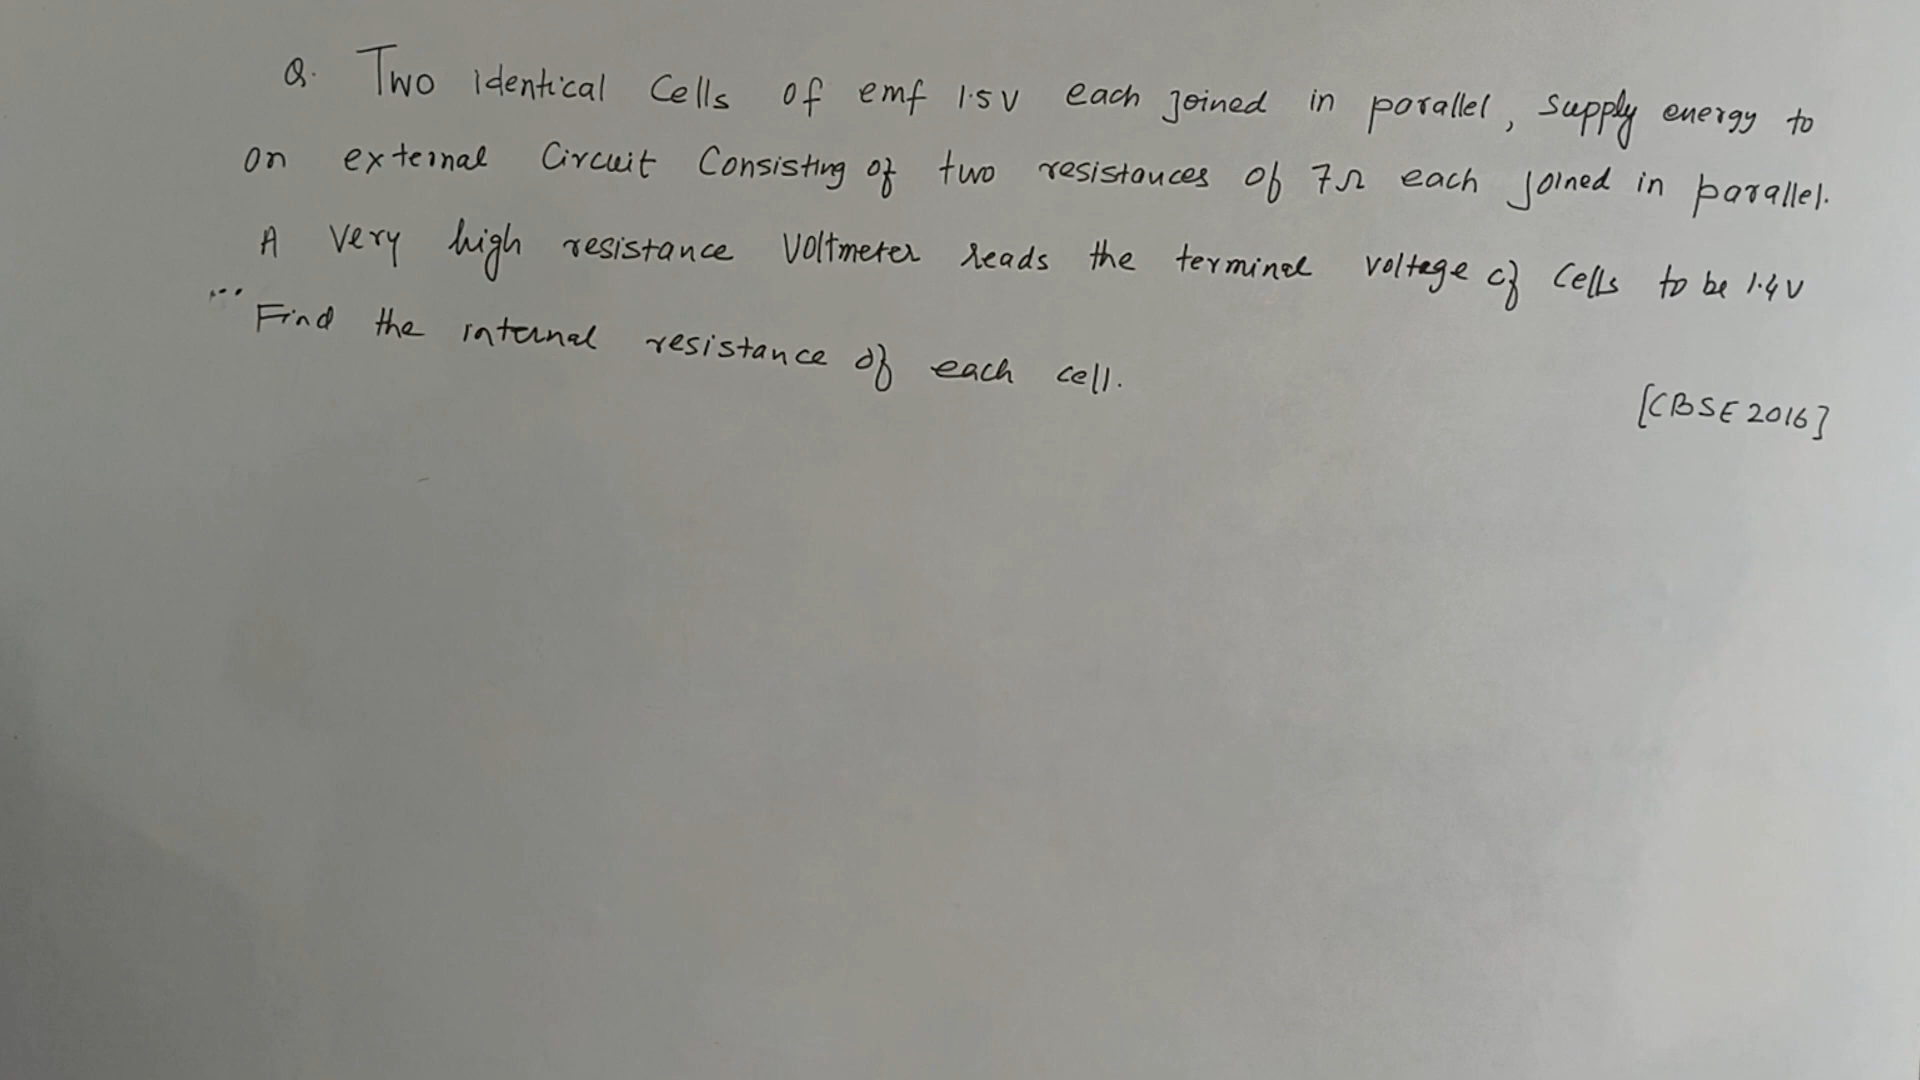 Q. Two identical Cells of emf 1.5V each joined in parallel, supply energy to
on external Circuit Consisting of two resistances of 7Ω each joined in parallel.
A very high resistance Voltmeter reads the terminal voltage of Cells to be 1.4V
Find the internal resistance of each cell.
[CBSE 2016]